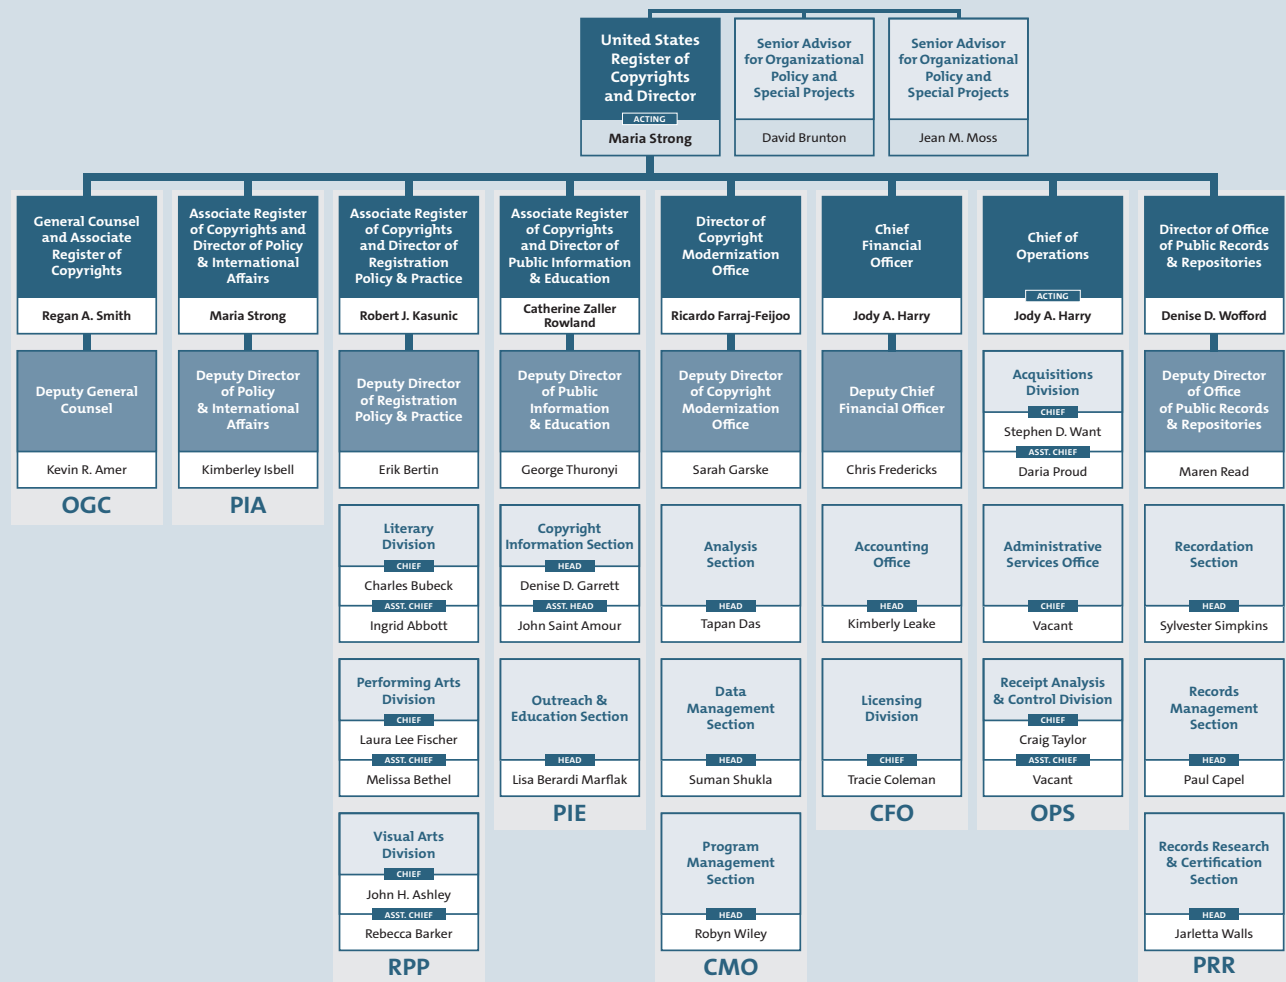 United States
Register of
Copyrights
and Director
ACTING
Maria Strong
Senior Advisor
for Organizational
Policy and
Special Projects
David Brunton
Senior Advisor
for Organizational
Policy and
Special Projects
Jean M. Moss
General Counsel
and Associate
Register of
Copyrights
Regan A. Smith
Deputy General
Counsel
Kevin R. Amer
OGC
Associate Register
of Copyrights and
Director of Policy
& International
Affairs
Maria Strong
Deputy Director
of Policy
& International
Affairs
Kimberley Isbell
PIA
Associate Register
of Copyrights
and Director of
Registration
Policy & Practice
Robert J. Kasunic
Deputy Director
of Registration
Policy & Practice
Erik Bertin
Literary
Division
CHIEF
Charles Bubeck
ASST. CHIEF
Ingrid Abbott
Performing Arts
Division
CHIEF
Laura Lee Fischer
ASST. CHIEF
Melissa Bethel
Visual Arts
Division
CHIEF
John H. Ashley
ASST. CHIEF
Rebecca Barker
RPP
Associate Register
of Copyrights
and Director of
Public Information
& Education
Catherine Zaller
Rowland
Deputy Director
of Public
Information
& Education
George Thuronyi
Copyright
Information Section
HEAD
Denise D. Garrett
ASST. HEAD
John Saint Amour
Outreach &
Education Section
HEAD
Lisa Berardi Marflak
PIE
Director of
Copyright
Modernization
Office
Ricardo Farraj-Feijoo
Deputy Director
of Copyright
Modernization
Office
Sarah Garske
Analysis
Section
HEAD
Tapan Das
Data
Management
Section
HEAD
Suman Shukla
Program
Management
Section
HEAD
Robyn Wiley
CMO
Chief
Financial
Officer
Jody A. Harry
Deputy Chief
Financial Officer
Chris Fredericks
Accounting
Office
HEAD
Kimberly Leake
Licensing
Division
CHIEF
Tracie Coleman
CFO
Chief of
Operations
ACTING
Jody A. Harry
Acquisitions
Division
CHIEF
Stephen D. Want
ASST. CHIEF
Daria Proud
Administrative
Services Office
CHIEF
Vacant
Receipt Analysis
& Control Division
CHIEF
Craig Taylor
ASST. CHIEF
Vacant
OPS
Director of Office
of Public Records
& Repositories
Denise D. Wofford
Deputy Director
of Office
of Public Records
& Repositories
Maren Read
Recordation
Section
HEAD
Sylvester Simpkins
Records
Management
Section
HEAD
Paul Capel
Records Research
& Certification
Section
HEAD
Jarletta Walls
PRR